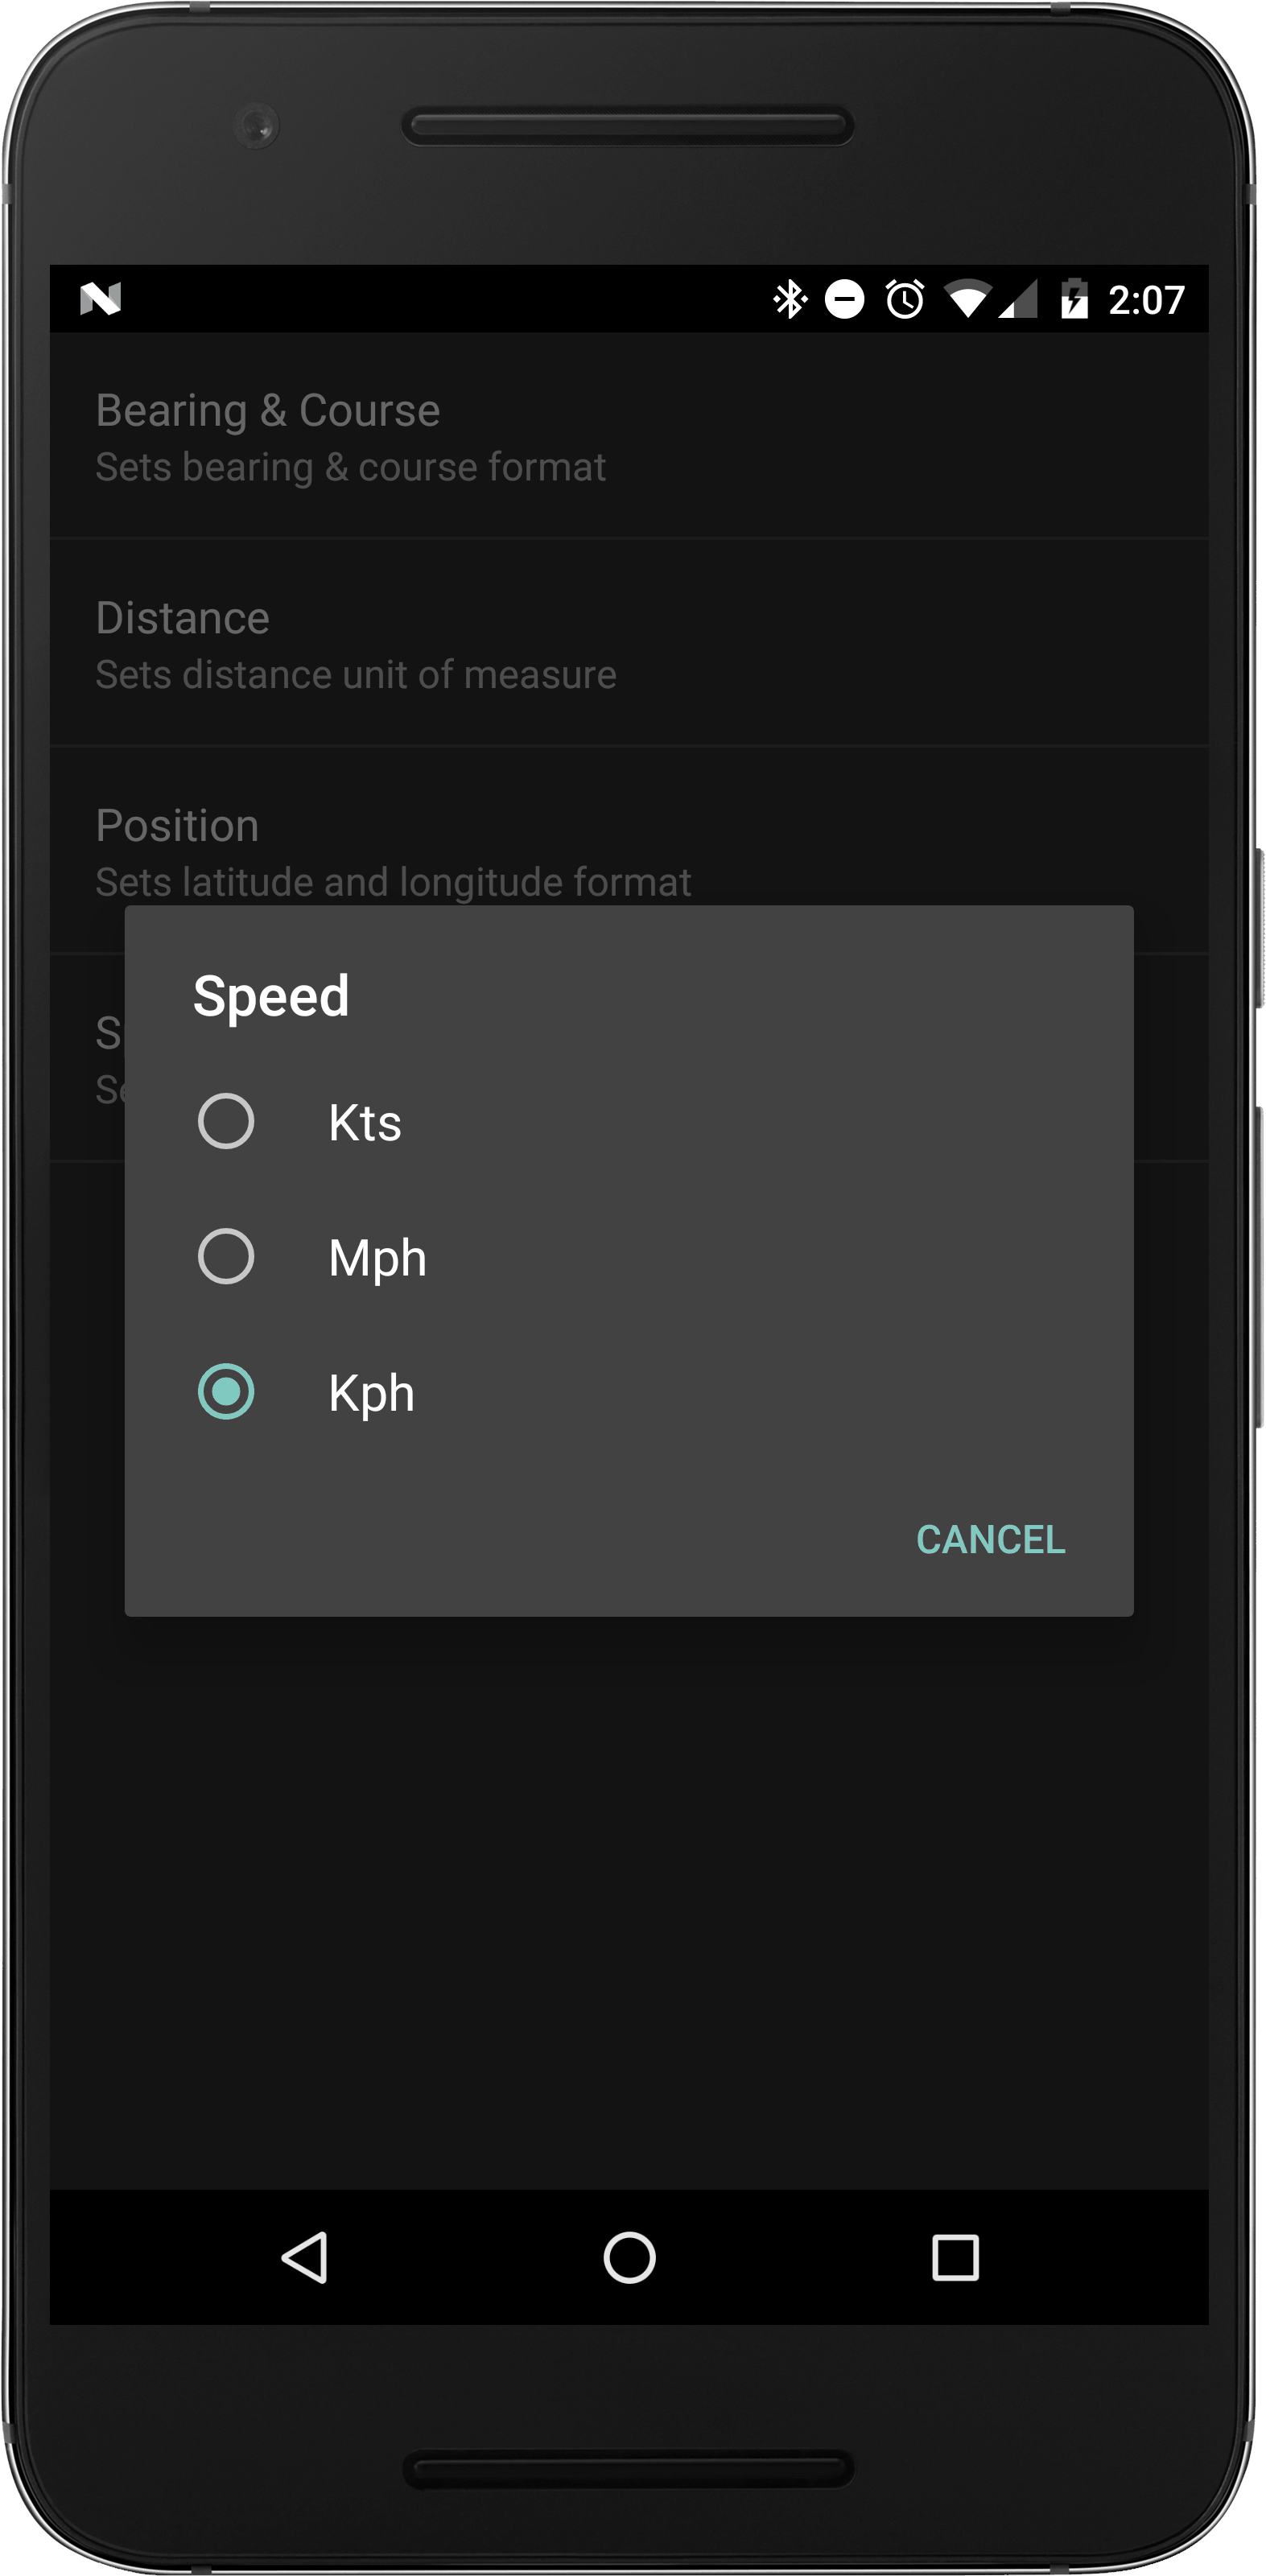 2:07
Bearing & Course
Sets bearing & course format
Distance
Sets distance unit of measure
Position
Sets latitude and longitude format
Speed
Kts
Mph
Kph
CANCEL